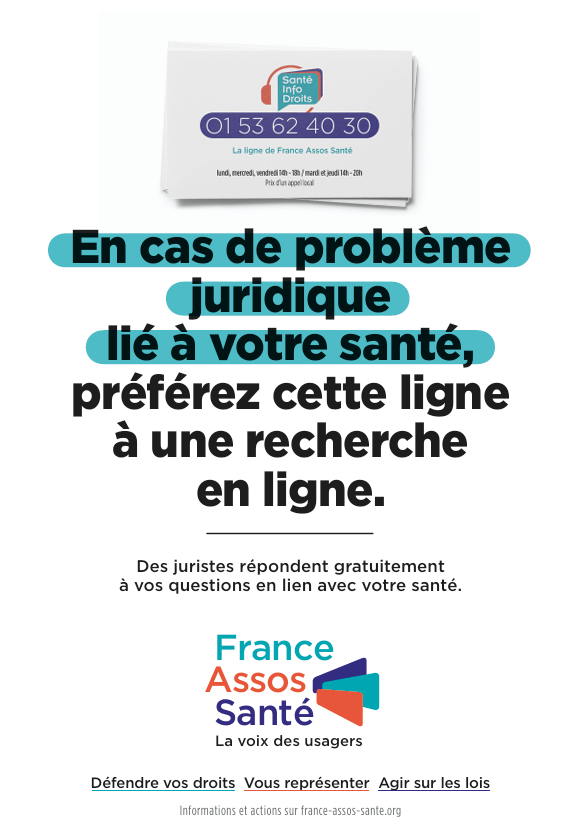 Santé
Info
Droits
01 53 62 40 30
La ligne de France Assos Santé
lundi, mercredi, vendredi 14h - 18h / mardi et jeudi 14h - 20h
Prix d'un appel local
En cas de problème
juridique
lié à votre santé,
préférez cette ligne
à une recherche
en ligne.
Des juristes répondent gratuitement
à vos questions en lien avec votre santé.
France
Assos
Santé
La voix des usagers
Défendre vos droits Vous représenter Agir sur les lois
Informations et actions sur france-assos-sante.org